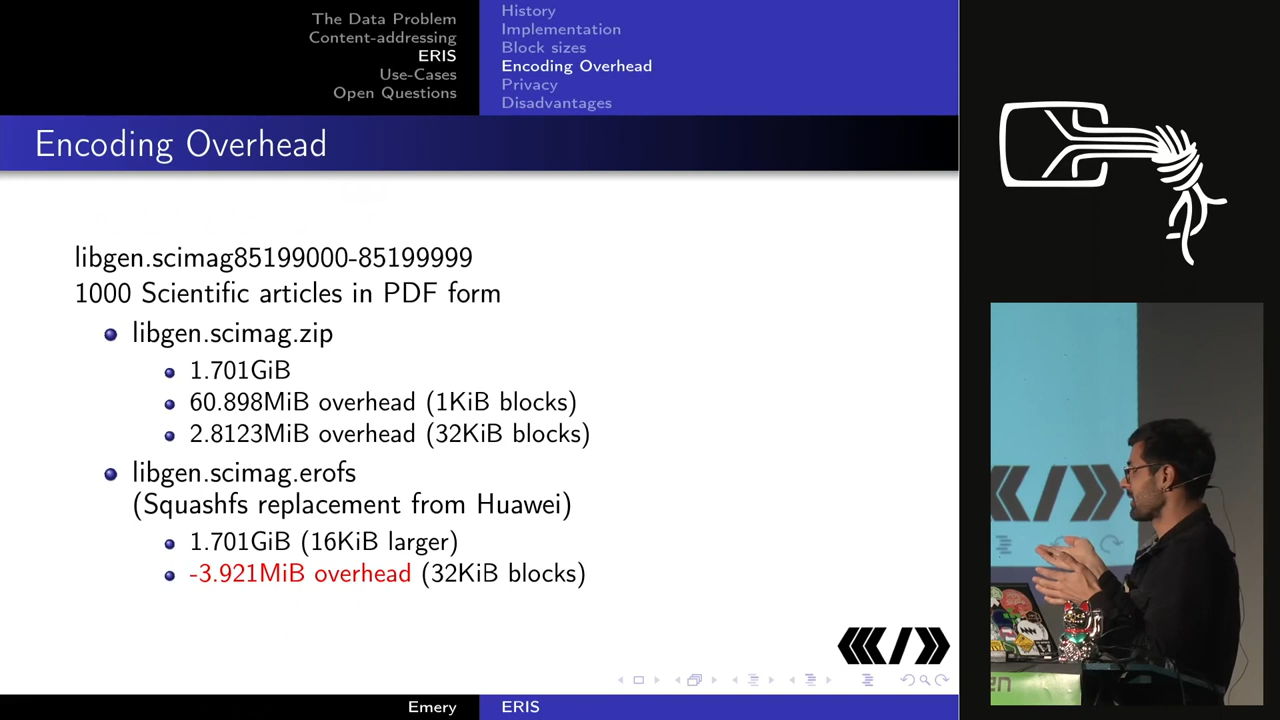 The Data Problem
Content-addressing
ERIS
Use-Cases
Open Questions
History
Implementation
Block sizes
Encoding Overhead
Privacy
Disadvantages
Encoding Overhead
libgen.scimag85199000-85199999
1000 Scientific articles in PDF form
libgen.scimag.zip
1.701GiB
60.898MiB overhead (1KiB blocks)
2.8123MiB overhead (32KiB blocks)
libgen.scimag.erofs
(Squashfs replacement from Huawei)
1.701GiB (16KiB larger)
-3.921MiB overhead (32KiB blocks)
Emery
ERIS